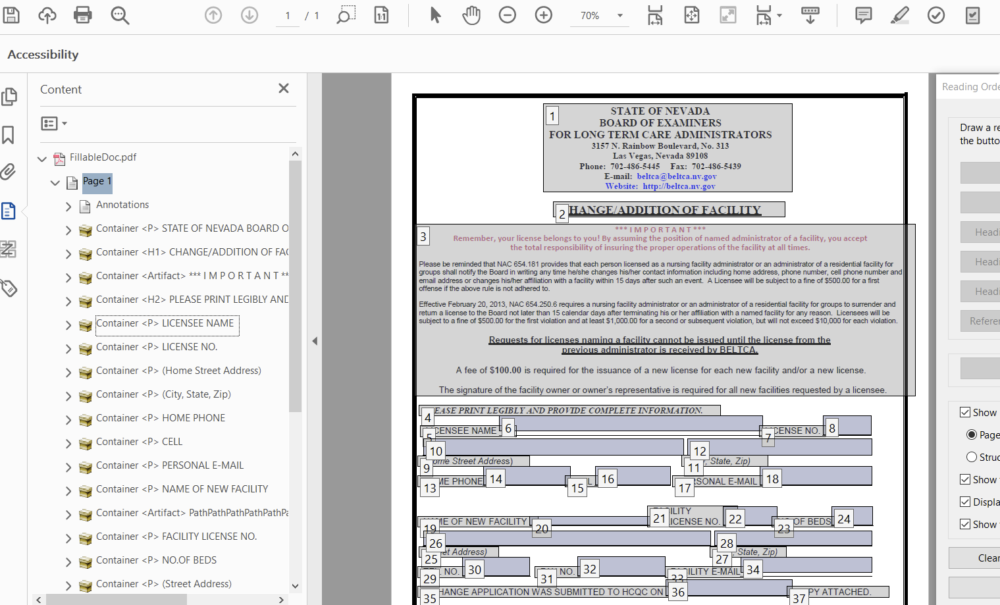 1 / 1
70%
Accessibility
Content
FillableDoc.pdf
Page 1
Annotations
Container <P> STATE OF NEVADA BOARD O
Container <H1> CHANGE/ADDITION OF FAC
Container <Artifact> *** I M P O R T A N T **
Container <H2> PLEASE PRINT LEGIBLY AND
Container <P> LICENSEE NAME
Container <P> LICENSE NO.
Container <P> (Home Street Address)
Container <P> (City, State, Zip)
Container <P> HOME PHONE
Container <P> CELL
Container <P> PERSONAL E-MAIL
Container <P> NAME OF NEW FACILITY
Container <Artifact> PathPathPathPathPathPa
Container <P> FACILITY LICENSE NO.
Container <P> NO.OF BEDS
Container <P> (Street Address)
1
STATE OF NEVADA
BOARD OF EXAMINERS
FOR LONG TERM CARE ADMINISTRATORS
3157 N. Rainbow Boulevard, No. 313
Las Vegas, Nevada 89108
Phone: 702-486-5445 Fax: 702-486-5439
E-mail: beltca@beltca.nv.gov
Website: http://beltca.nv.gov
2 HANGE/ADDITION OF FACILITY
3
*** I M P O R T A N T ***
Remember, your license belongs to you! By assuming the position of named administrator of a facility, you accept
the total responsibility of insuring the proper operations of the facility at all times.
Please be reminded that NAC 654.181 provides that each person licensed as a nursing facility administrator or an administrator of a residential facility for
groups shall notify the Board in writing any time he/she changes his/her contact information including home address, phone number, cell phone number and
email address or changes his/her affiliation with a facility within 15 days after such an event. A Licensee will be subject to a fine of $500.00 for a first
offense if the above rule is not adhered to.
Effective February 20, 2013, NAC 654.250.6 requires a nursing facility administrator or an administrator of a residential facility for groups to surrender and
return a license to the Board not later than 15 calendar days after terminating his or her affiliation with a named facility for any reason. Licensees will be
subject to a fine of $500.00 for the first violation and at least $1,000.00 for a second or subsequent violation, but will not exceed $10,000 for each violation.
Requests for licenses naming a facility cannot be issued until the license from the
previous administrator is received by BELTCA.
A fee of $100.00 is required for the issuance of a new license for each new facility and/or a new license.
The signature of the facility owner or owner's representative is required for all new facilities requested by a licensee.
4 EASE PRINT LEGIBLY AND PROVIDE COMPLETE INFORMATION.
5 ICENSEE NAME 6 7 CENSE NO. 8
10 12
9 ome Street Address) 11 , State, Zip)
13 ME PHONE 14 15 L 16 17 RSONAL E-MAIL 18
19 ME OF NEW FACILITY 20 21 ILITY
LICENSE NO. 22 23 OF BEDS 24
26 28
25 et Address) 27 , State, Zip)
29 NO. 30 31 NO. 32 33 FACILITY E-MAIL 34
35 HANGE APPLICATION WAS SUBMITTED TO HCQC ON 36 37 PY ATTACHED.
Reading Orde
Draw a re
the butto
Headi
Headi
Headi
Referen
Show
Page
Struc
Show
Displa
Show
Clear